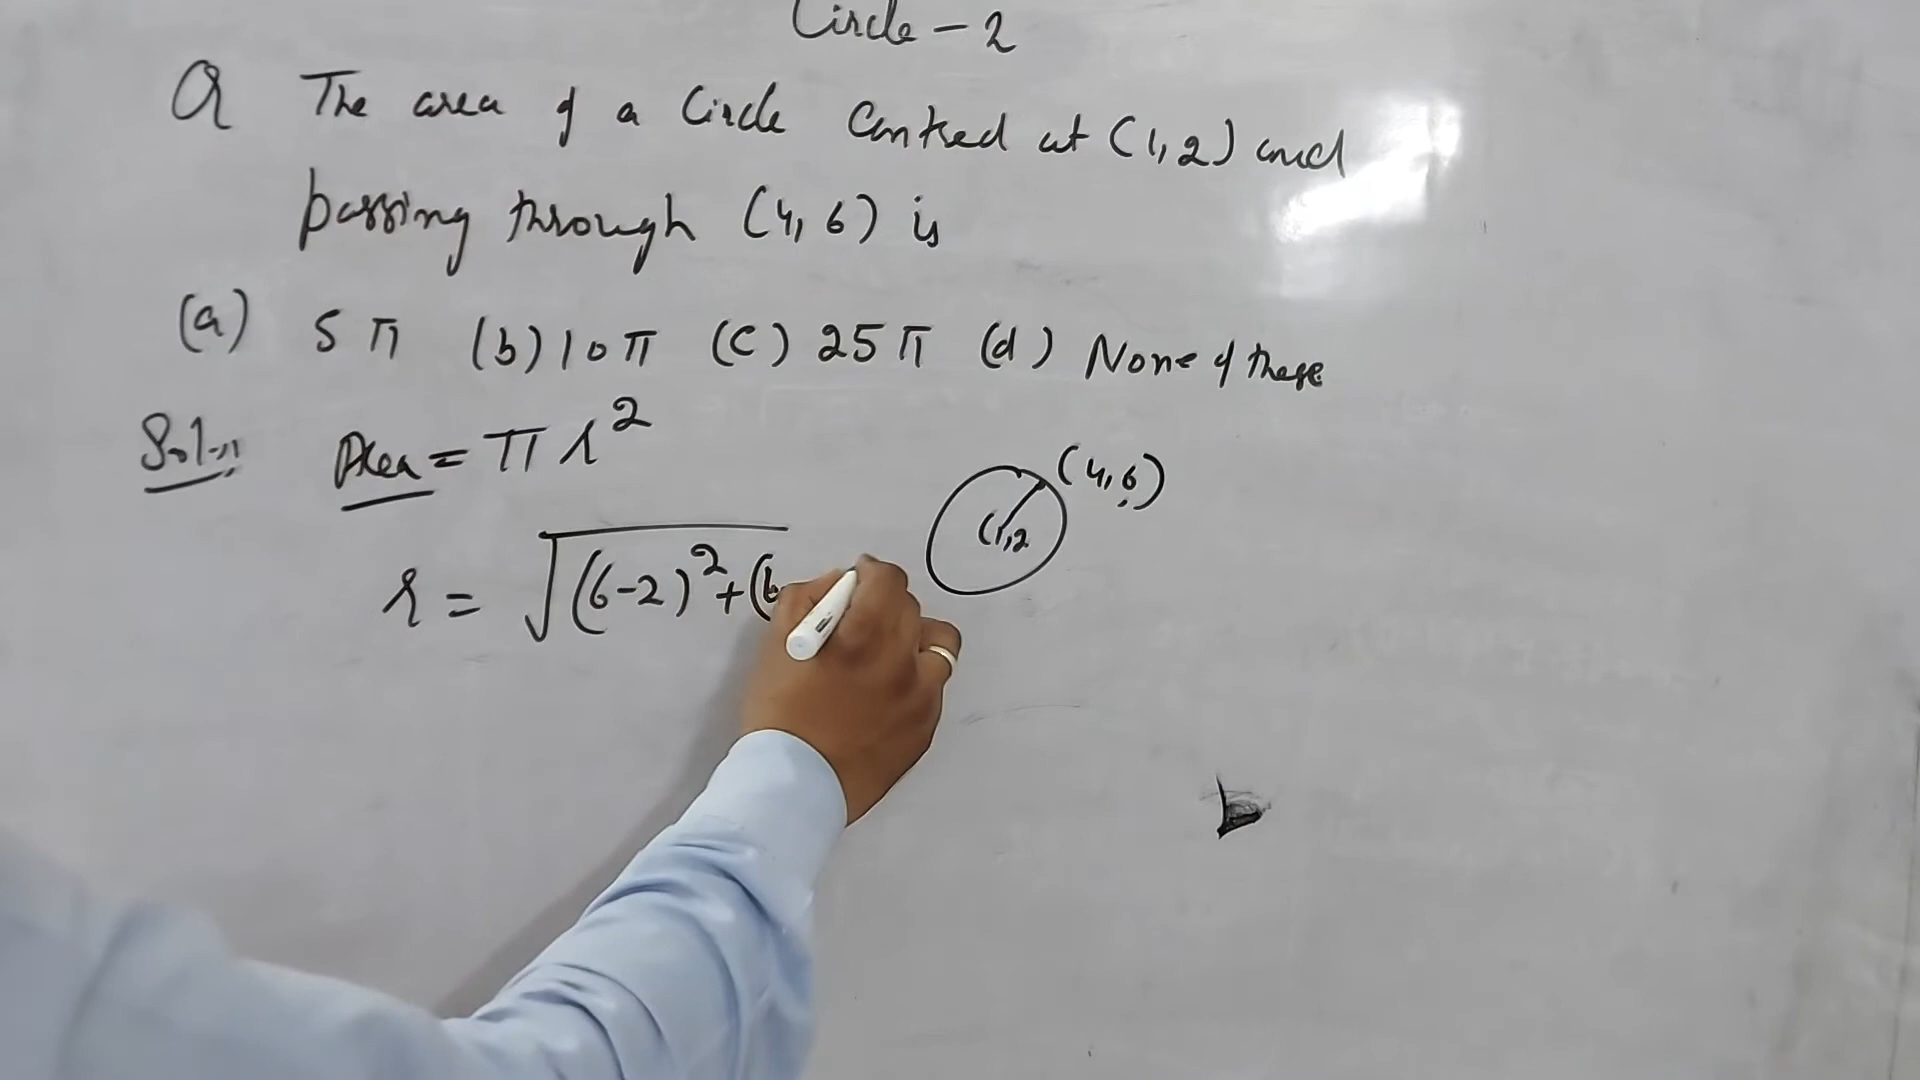 Circle - 2
Q The area of a Circle Centred at (1,2) and
passing through (4, 6) is
(a) 5π (b) 10π (c) 25π (d) None of these
Soln Area = πr²
(4,6)
(1,2
r = √(6-2)²+(6